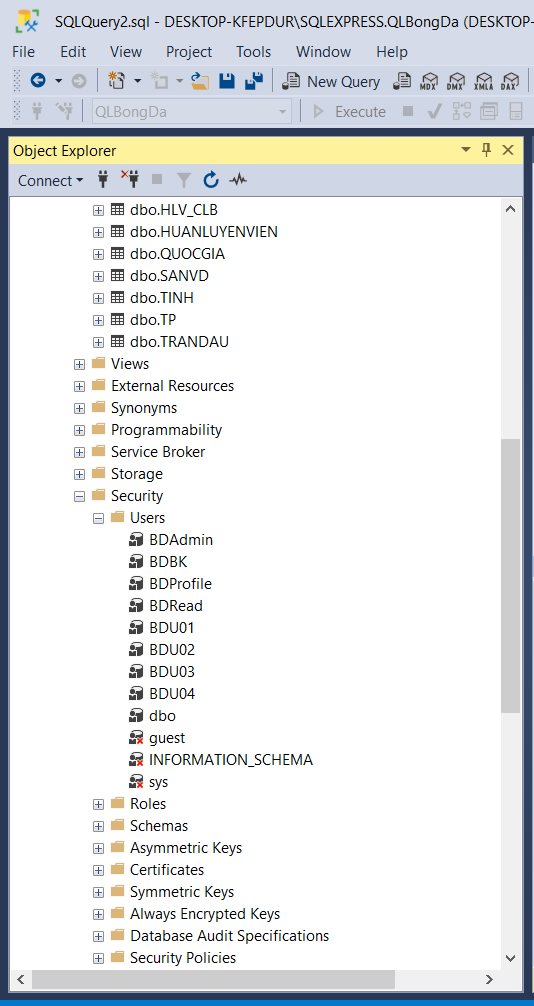 SQLQuery2.sql - DESKTOP-KFEPDUR\SQLEXPRESS.QLBongDa (DESKTOP-
File Edit View Project Tools Window Help
New Query MDX DMX XMLA DAX
QLBongDa Execute
Object Explorer
Connect
dbo.HLV_CLB
dbo.HUANLUYENVIEN
dbo.QUOCGIA
dbo.SANVD
dbo.TINH
dbo.TP
dbo.TRANDAU
Views
External Resources
Synonyms
Programmability
Service Broker
Storage
Security
Users
BDAdmin
BDBK
BDProfile
BDRead
BDU01
BDU02
BDU03
BDU04
dbo
guest
INFORMATION_SCHEMA
sys
Roles
Schemas
Asymmetric Keys
Certificates
Symmetric Keys
Always Encrypted Keys
Database Audit Specifications
Security Policies